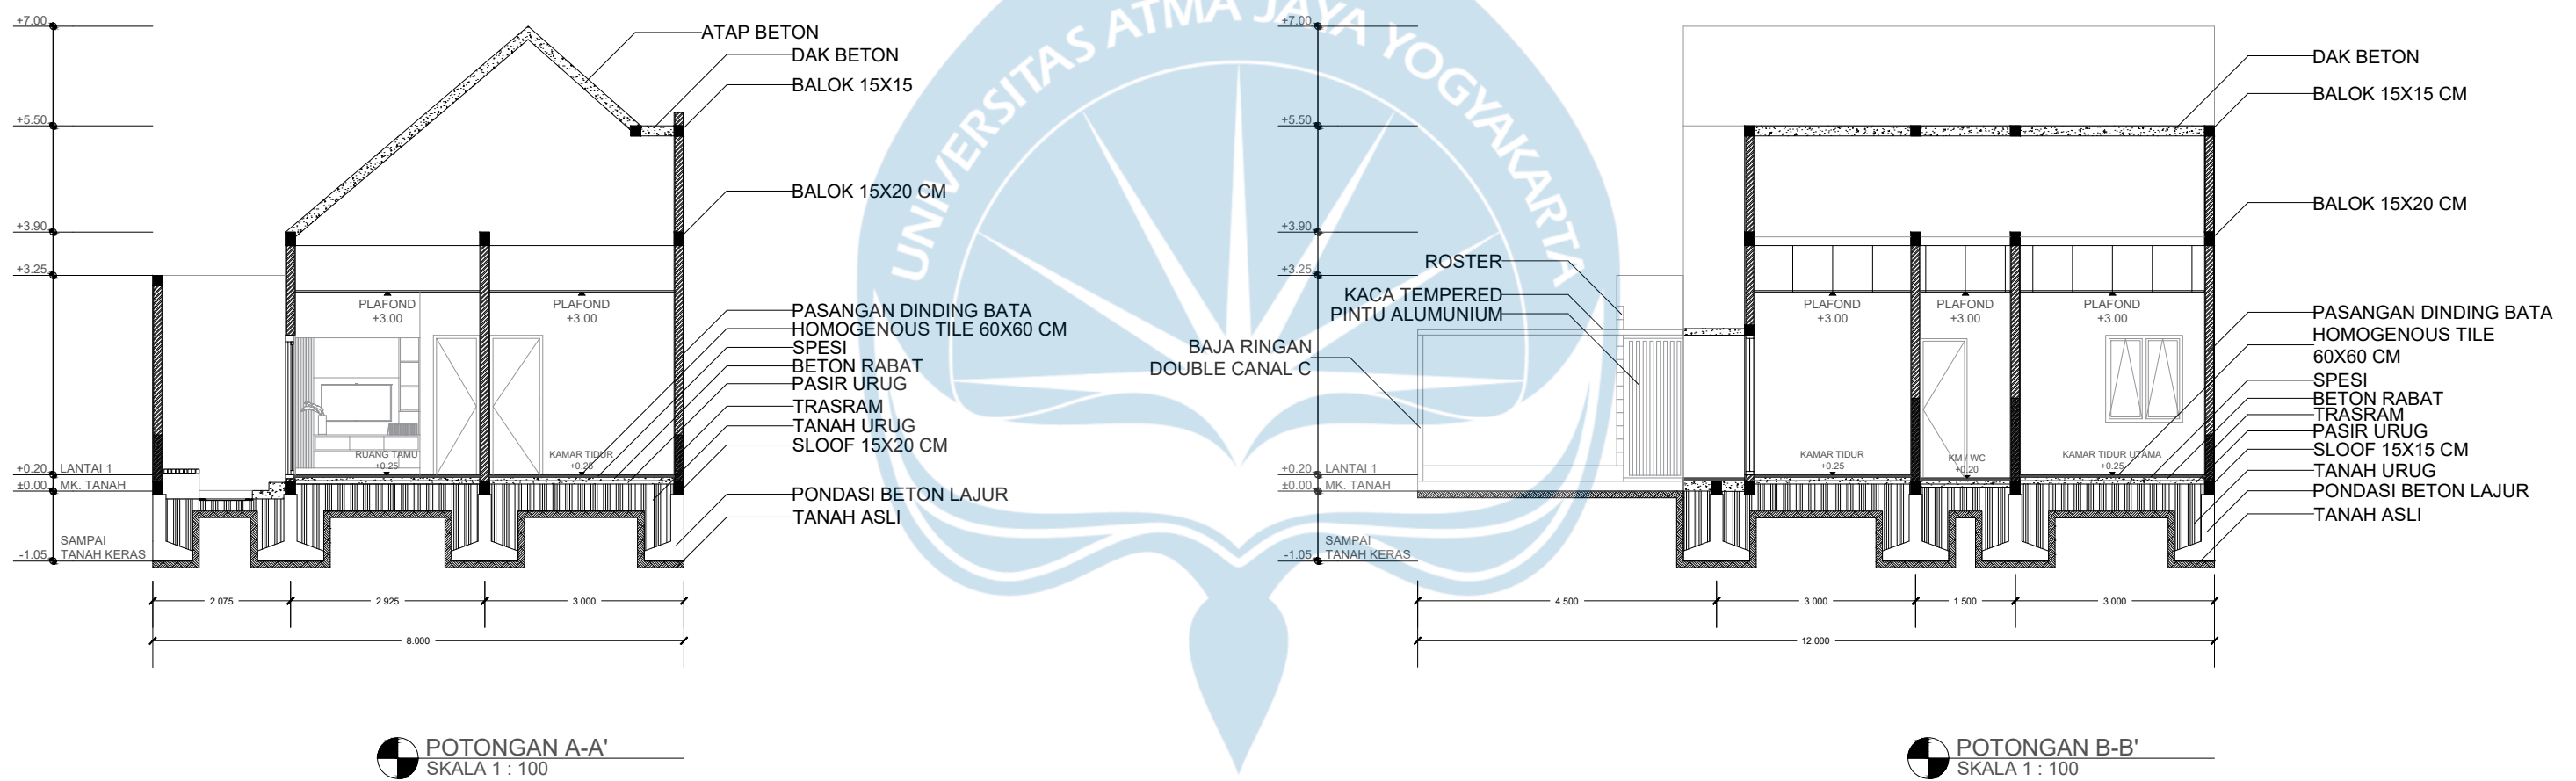 +7.00
+5.50
+3.90
+3.25
+0.20 LANTAI 1
±0.00 MK. TANAH
SAMPAI
-1.05 TANAH KERAS
ATAP BETON
DAK BETON
BALOK 15X15
BALOK 15X20 CM
PLAFOND
+3.00
PLAFOND
+3.00
PASANGAN DINDING BATA
HOMOGENOUS TILE 60X60 CM
SPESI
BETON RABAT
PASIR URUG
TRASRAM
TANAH URUG
SLOOF 15X20 CM
RUANG TAMU
+0.25
KAMAR TIDUR
+0.25
PONDASI BETON LAJUR
TANAH ASLI
2.075
2.925
3.000
8.000
POTONGAN A-A'
SKALA 1 : 100
UNIVERSITAS ATMA JAYA YOGYAKARTA
+7.00
+5.50
+3.90
+3.25
+0.20 LANTAI 1
±0.00 MK. TANAH
SAMPAI
-1.05 TANAH KERAS
ROSTER
KACA TEMPERED
PINTU ALUMUNIUM
BAJA RINGAN
DOUBLE CANAL C
DAK BETON
BALOK 15X15 CM
BALOK 15X20 CM
PLAFOND
+3.00
PLAFOND
+3.00
PLAFOND
+3.00
PASANGAN DINDING BATA
HOMOGENOUS TILE
60X60 CM
SPESI
BETON RABAT
TRASRAM
PASIR URUG
SLOOF 15X15 CM
TANAH URUG
PONDASI BETON LAJUR
TANAH ASLI
KAMAR TIDUR
+0.25
KM / WC
+0.20
KAMAR TIDUR UTAMA
+0.25
4.500
3.000
1.500
3.000
12.000
POTONGAN B-B'
SKALA 1 : 100